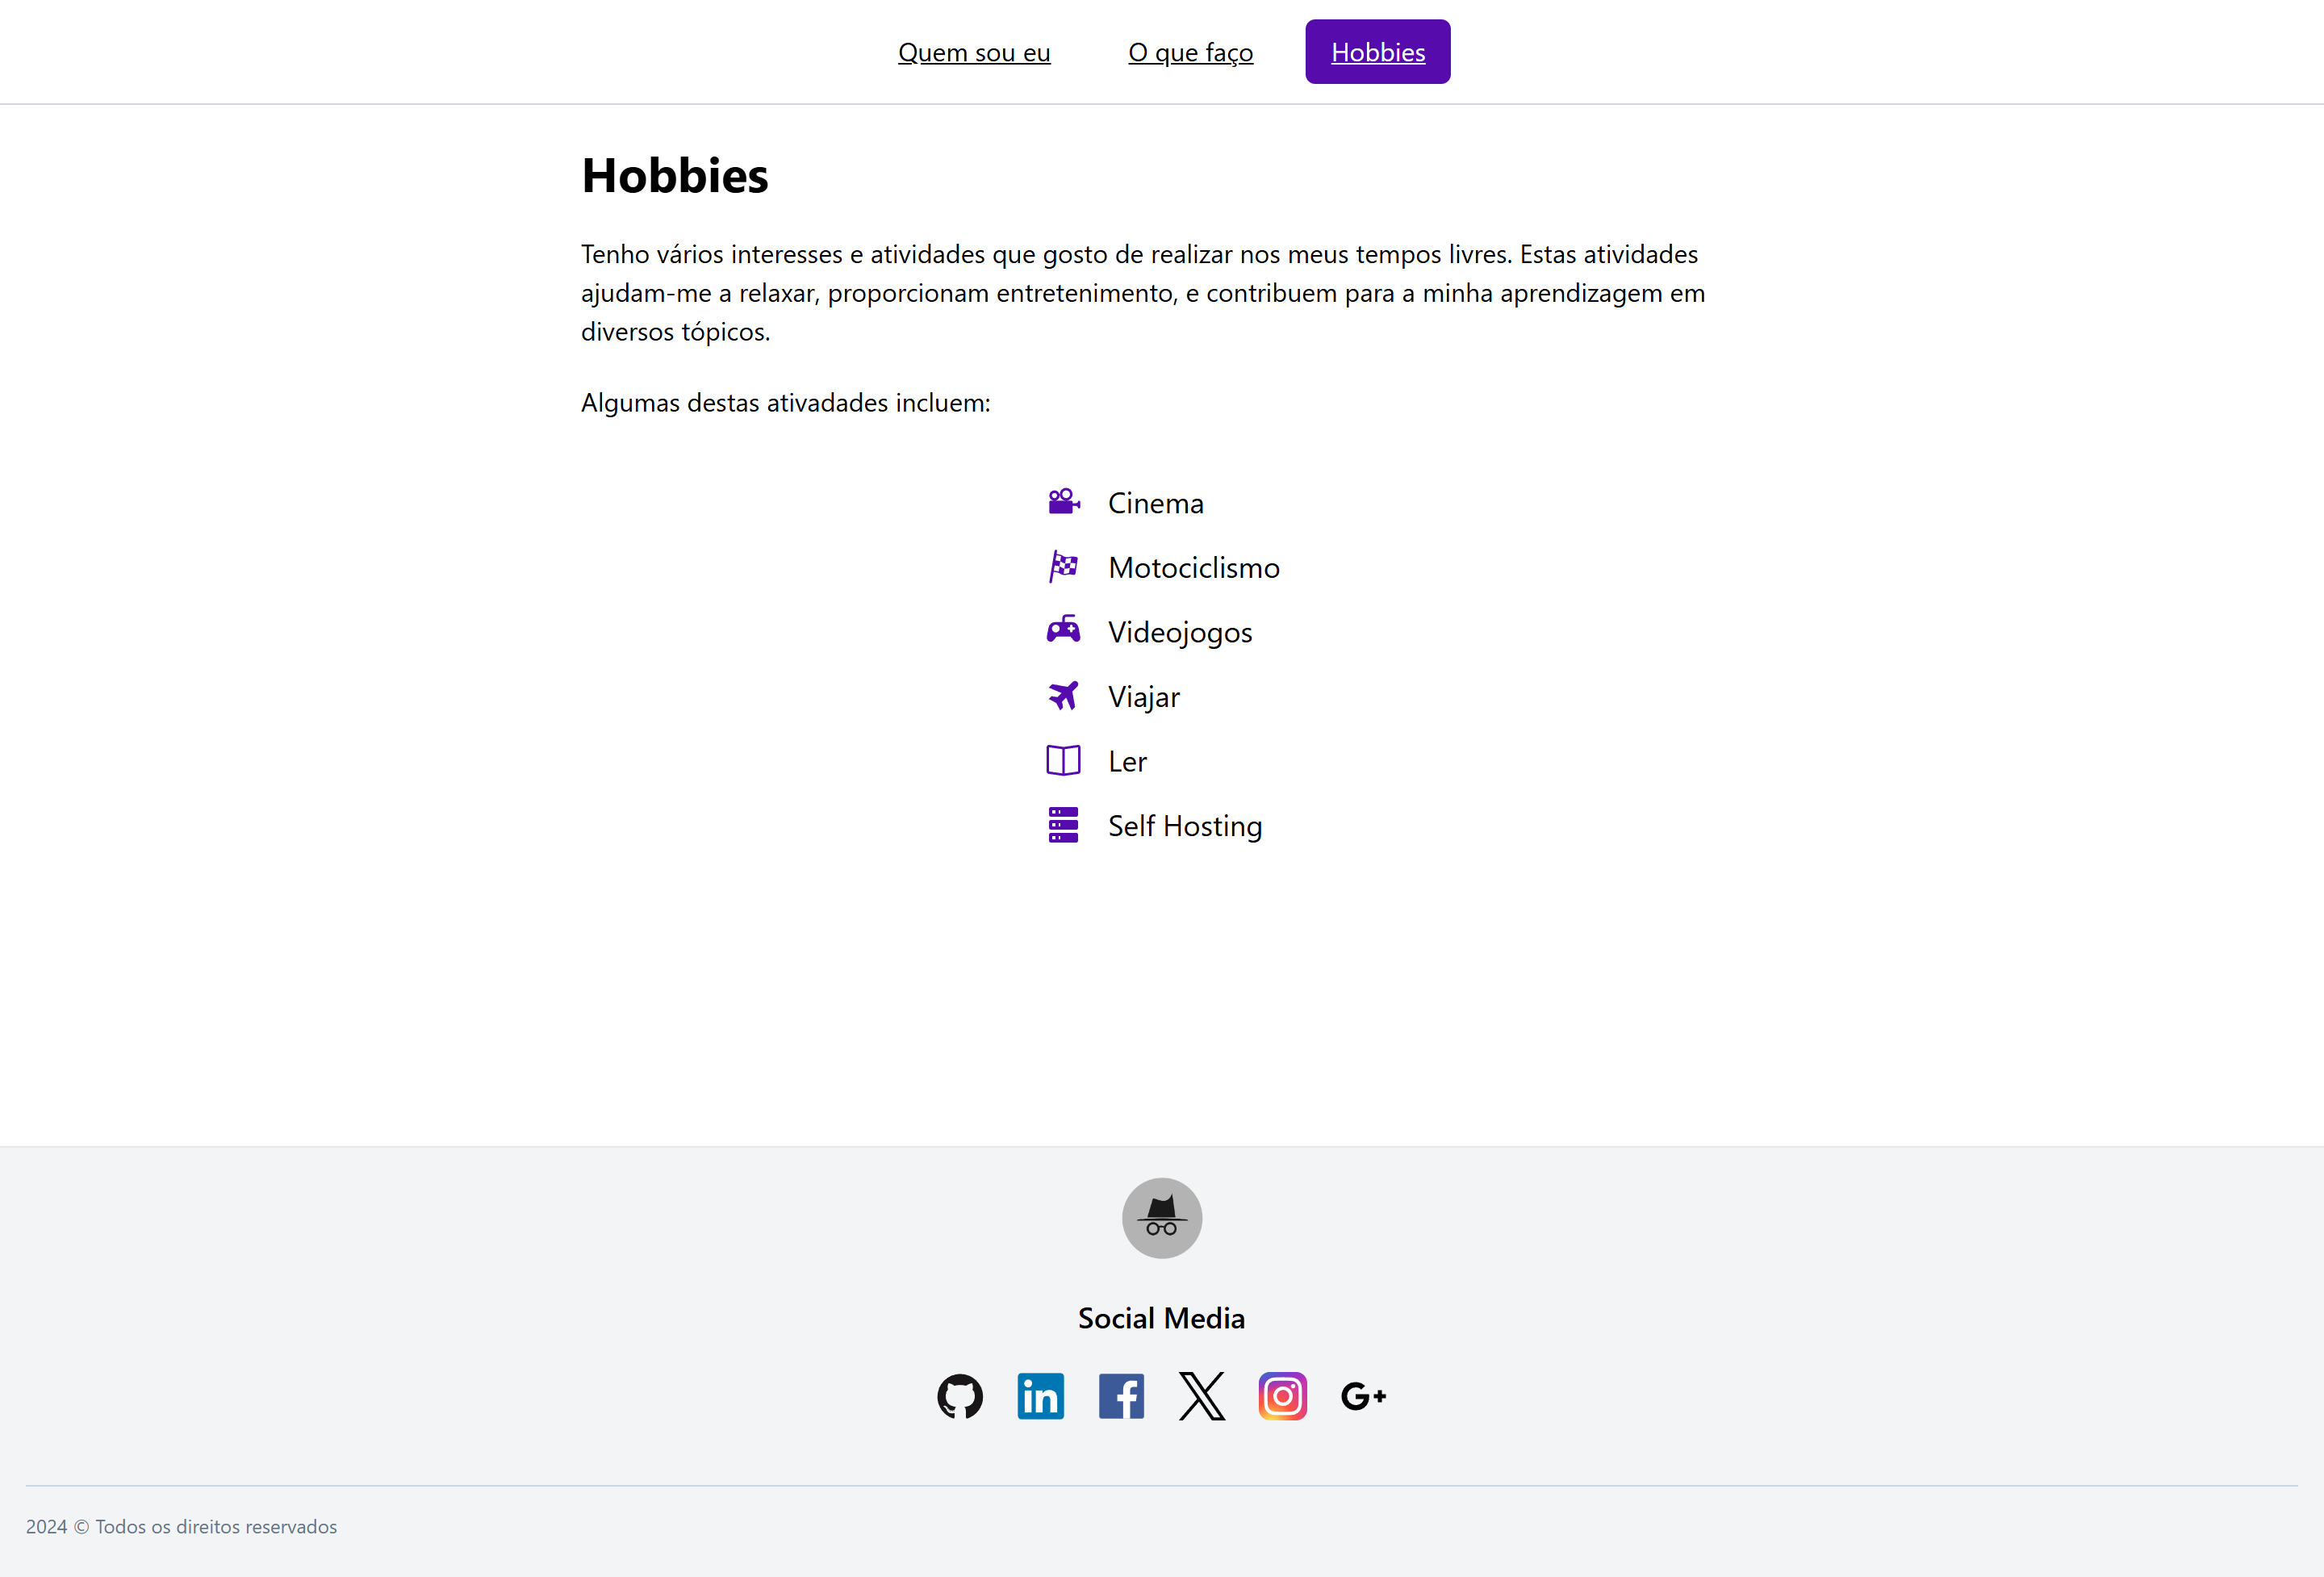 Quem sou eu
O que faço
Hobbies
Hobbies
Tenho vários interesses e atividades que gosto de realizar nos meus tempos livres. Estas atividades
ajudam-me a relaxar, proporcionam entretenimento, e contribuem para a minha aprendizagem em
diversos tópicos.
Algumas destas ativadades incluem:
Cinema
Motociclismo
Videojogos
Viajar
Ler
Self Hosting
Social Media
in
f
X
G+
2024 © Todos os direitos reservados